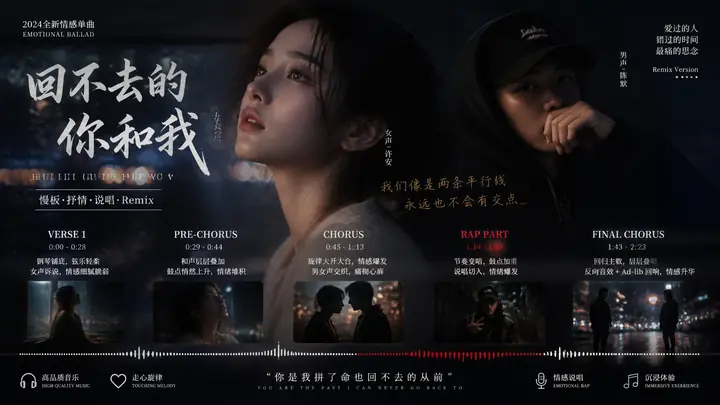 2024全新情感单曲
EMOTIONAL BALLAD
回不去的
你和我
慢板·抒情·说唱·Remix
爱过的人
错过的时间
最痛的思念
Remix Version
男声·陈默
女声·许安
我们像是两条平行线
永远也不会有交点...
VERSE 1
0:00 - 0:28
钢琴铺底，弦乐轻柔
女声诉说，情感细腻脆弱
PRE-CHORUS
0:29 - 0:44
和声层层叠加
鼓点悄然上升，情绪堆积
CHORUS
0:45 - 1:13
旋律大开大合，情感爆发
男女声交织，痛彻心扉
RAP PART
节奏变唱，鼓点加重
说唱切入，情绪爆发
FINAL CHORUS
1:43 - 2:23
回归主歌，层层
反向音效 + Ad-lib 回响，情感升华
高品质音乐
HIGH QUALITY MUSIC
走心旋律
TOUCHING MELODY
“你是我拼了命也回不去的从前”
YOU ARE THE PAST I CAN NEVER GO BACK TO
情感说唱
EMOTIONAL RAP
沉浸体验
IMMERSIVE EXERIENCE